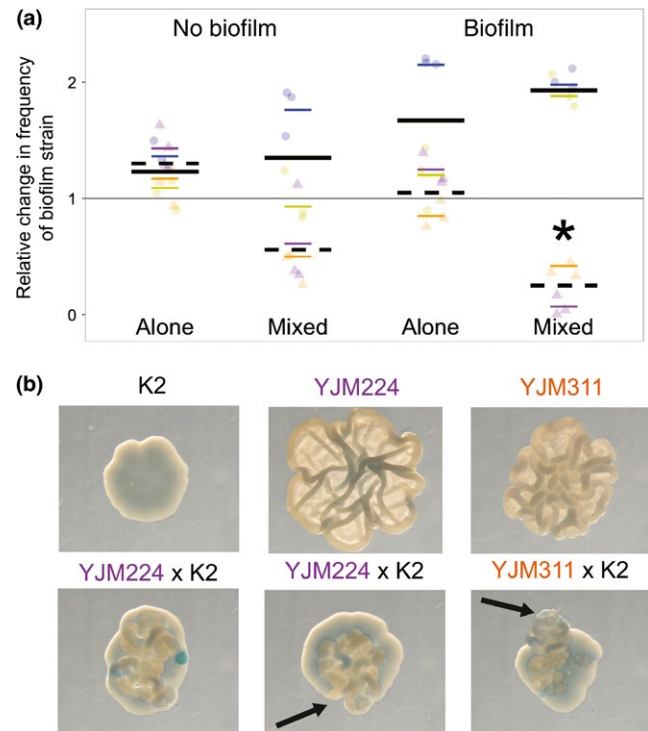 (a)
No biofilm Biofilm
Relative change in frequency
of biofilm strain
2
1
0
*
Alone Mixed Alone Mixed
(b)
K2 YJM224 YJM311
YJM224 x K2 YJM224 x K2 YJM311 x K2